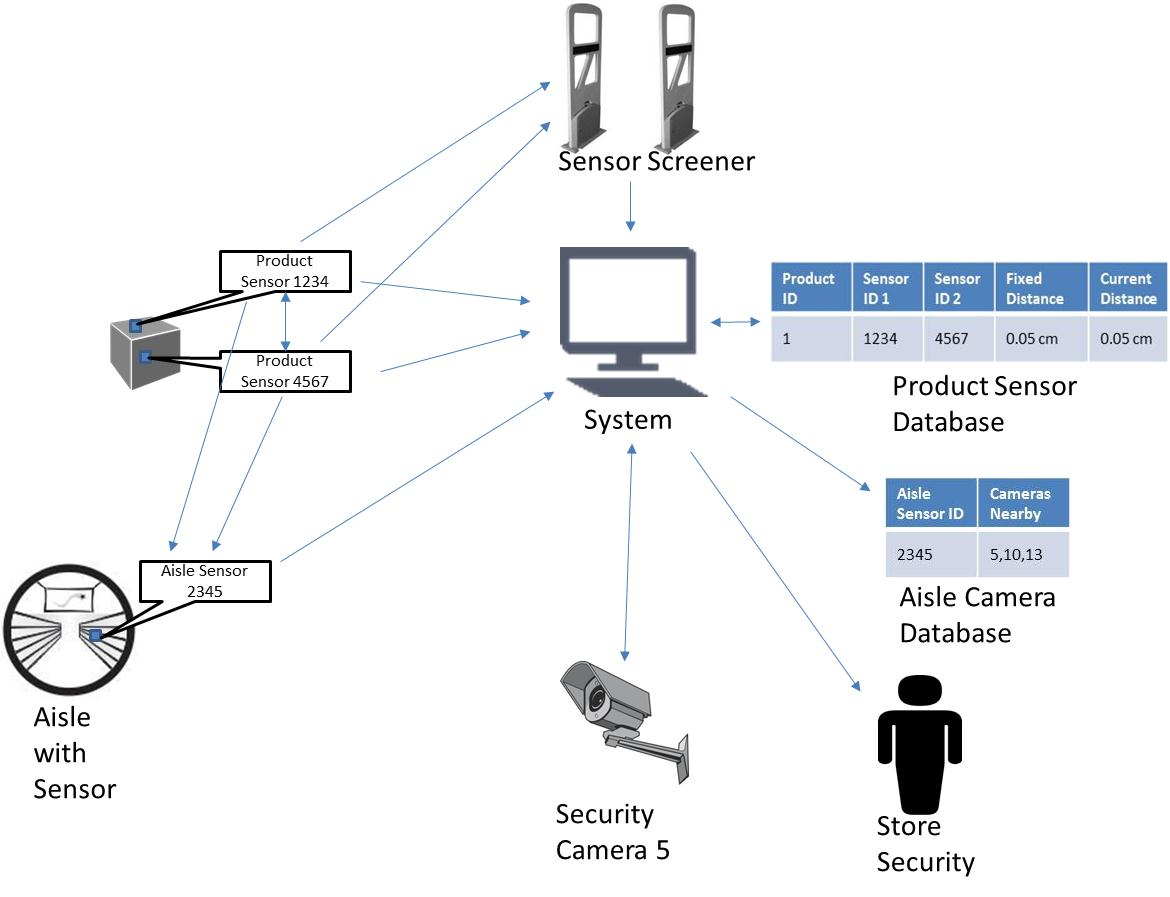 Sensor Screener
Product
Sensor 1234
Product
Sensor 4567
System
Product ID | Sensor ID 1 | Sensor ID 2 | Fixed Distance | Current Distance
1 | 1234 | 4567 | 0.05 cm | 0.05 cm
Product Sensor
Database
Aisle Sensor ID | Cameras Nearby
2345 | 5,10,13
Aisle Camera
Database
Aisle Sensor
2345
Aisle
with
Sensor
Security
Camera 5
Store
Security